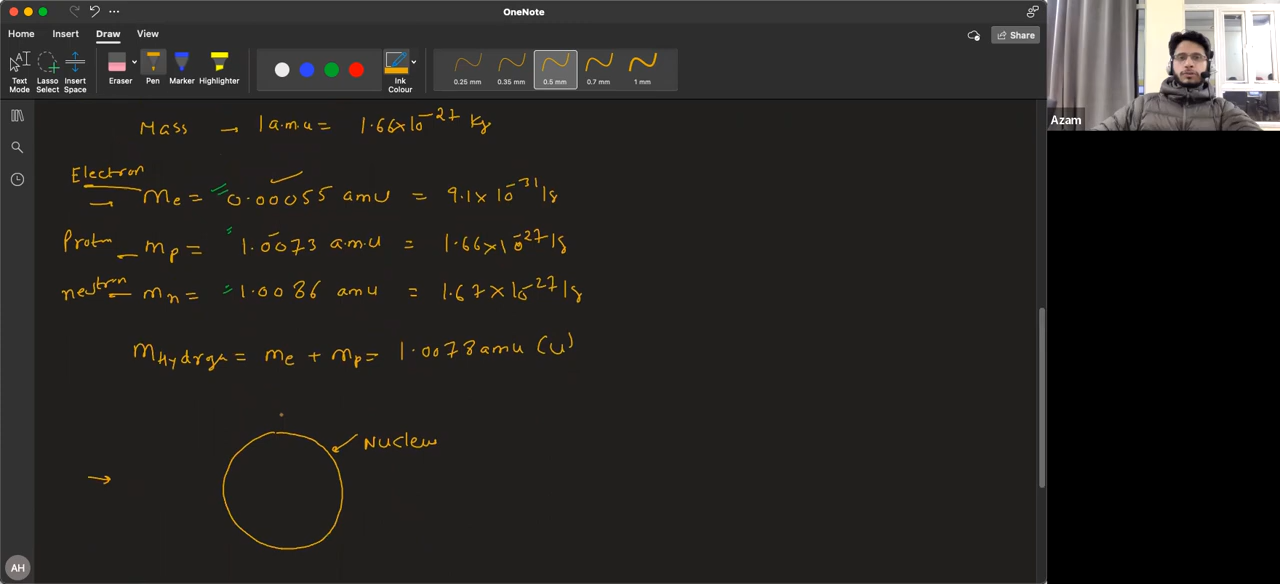 OneNote
Home Insert Draw View
Share
Text Mode
Lasso Select
Insert Space
Eraser
Pen
Marker
Highlighter
Ink Colour
0.25 mm
0.35 mm
0.5 mm
0.7 mm
1 mm
Azam
Mass → 1 a.m.u = 1.66×10⁻²⁷ kg
Electron
→ me = 0.00055 amu = 9.1×10⁻³¹ kg
Proton – mp = 1.0073 a.m.u = 1.66×10⁻²⁷ kg
neutron – mn = 1.0086 amu = 1.67×10⁻²⁷ kg
mHydrgn = me + mp = 1.0078 amu (u)
→ Nucleus
AH